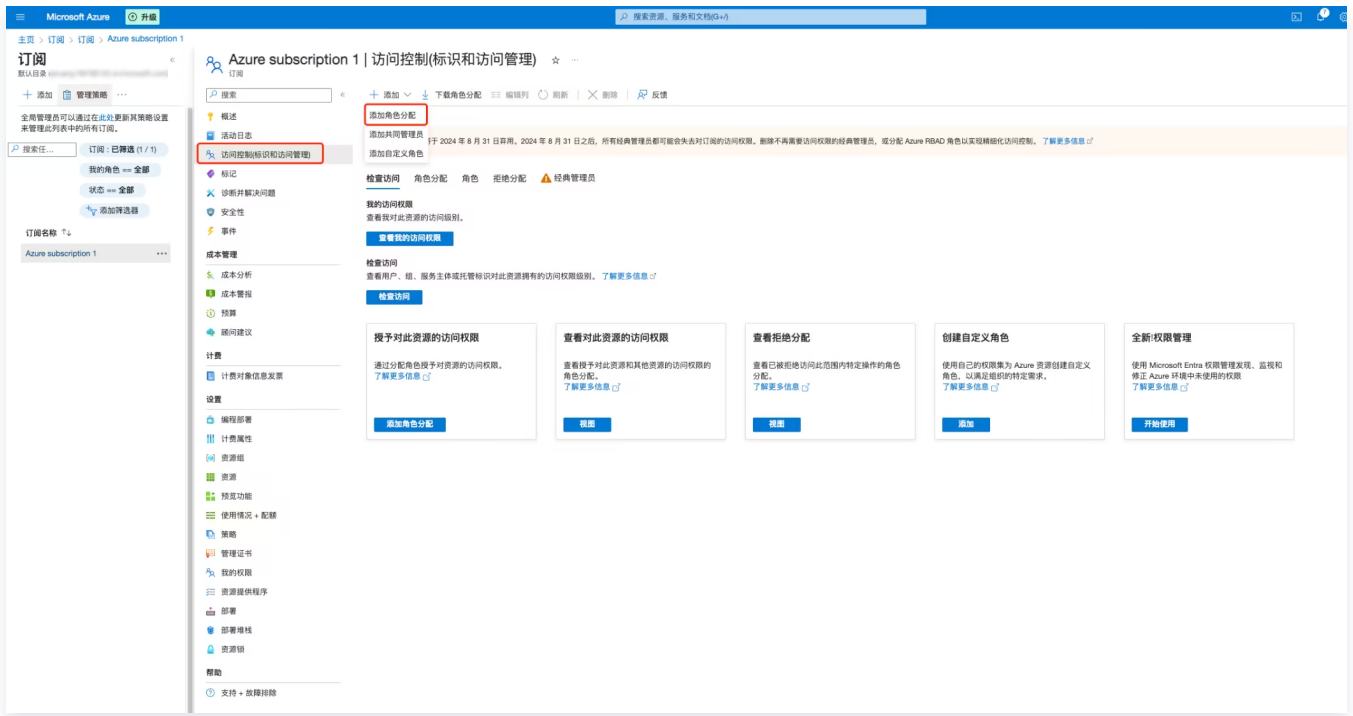 Microsoft Azure
升级
搜索资源、服务和文档(G+/)
主页 > 订阅 > 订阅 > Azure subscription 1
订阅
默认目录
添加
管理策略
全局管理员可以通过在此处更新其策略设置
来管理此列表中的所有订阅。
搜索任...
订阅 : 已筛选 (1 / 1)
我的角色 == 全部
状态 == 全部
添加筛选器
订阅名称
Azure subscription 1
Azure subscription 1 | 访问控制(标识和访问管理)
订阅
搜索
概述
活动日志
访问控制(标识和访问管理)
标记
诊断并解决问题
安全性
事件
成本管理
成本分析
成本警报
预算
顾问建议
计费
计费对象信息发票
设置
编程部署
计费属性
资源组
资源
预览功能
使用情况 + 配额
策略
管理证书
我的权限
资源提供程序
部署
部署堆栈
资源锁
帮助
支持 + 故障排除
添加
下载角色分配
编辑列
刷新
删除
反馈
添加角色分配
添加共同管理员
添加自定义角色
于 2024 年 8 月 31 日弃用。2024 年 8 月 31 日之后，所有经典管理员都可能会失去对订阅的访问权限。删除不再需要访问权限的经典管理员，或分配 Azure RBAD 角色以实现精细化访问控制。 了解更多信息
检查访问
角色分配
角色
拒绝分配
经典管理员
我的访问权限
查看我对此资源的访问级别。
查看我的访问权限
检查访问
查看用户、组、服务主体或托管标识对此资源拥有的访问权限级别。 了解更多信息
检查访问
授予对此资源的访问权限
通过分配角色授予对资源的访问权限。
了解更多信息
添加角色分配
查看对此资源的访问权限
查看授予对此资源和其他资源的访问权限的
角色分配。
了解更多信息
视图
查看拒绝分配
查看已被拒绝访问此范围内特定操作的角色
分配。
了解更多信息
视图
创建自定义角色
使用自己的权限集为 Azure 资源创建自定义
角色，以满足组织的特定需求。
了解更多信息
添加
全新!权限管理
使用 Microsoft Entra 权限管理发现、监视和
修正 Azure 环境中未使用的权限
了解更多信息
开始使用